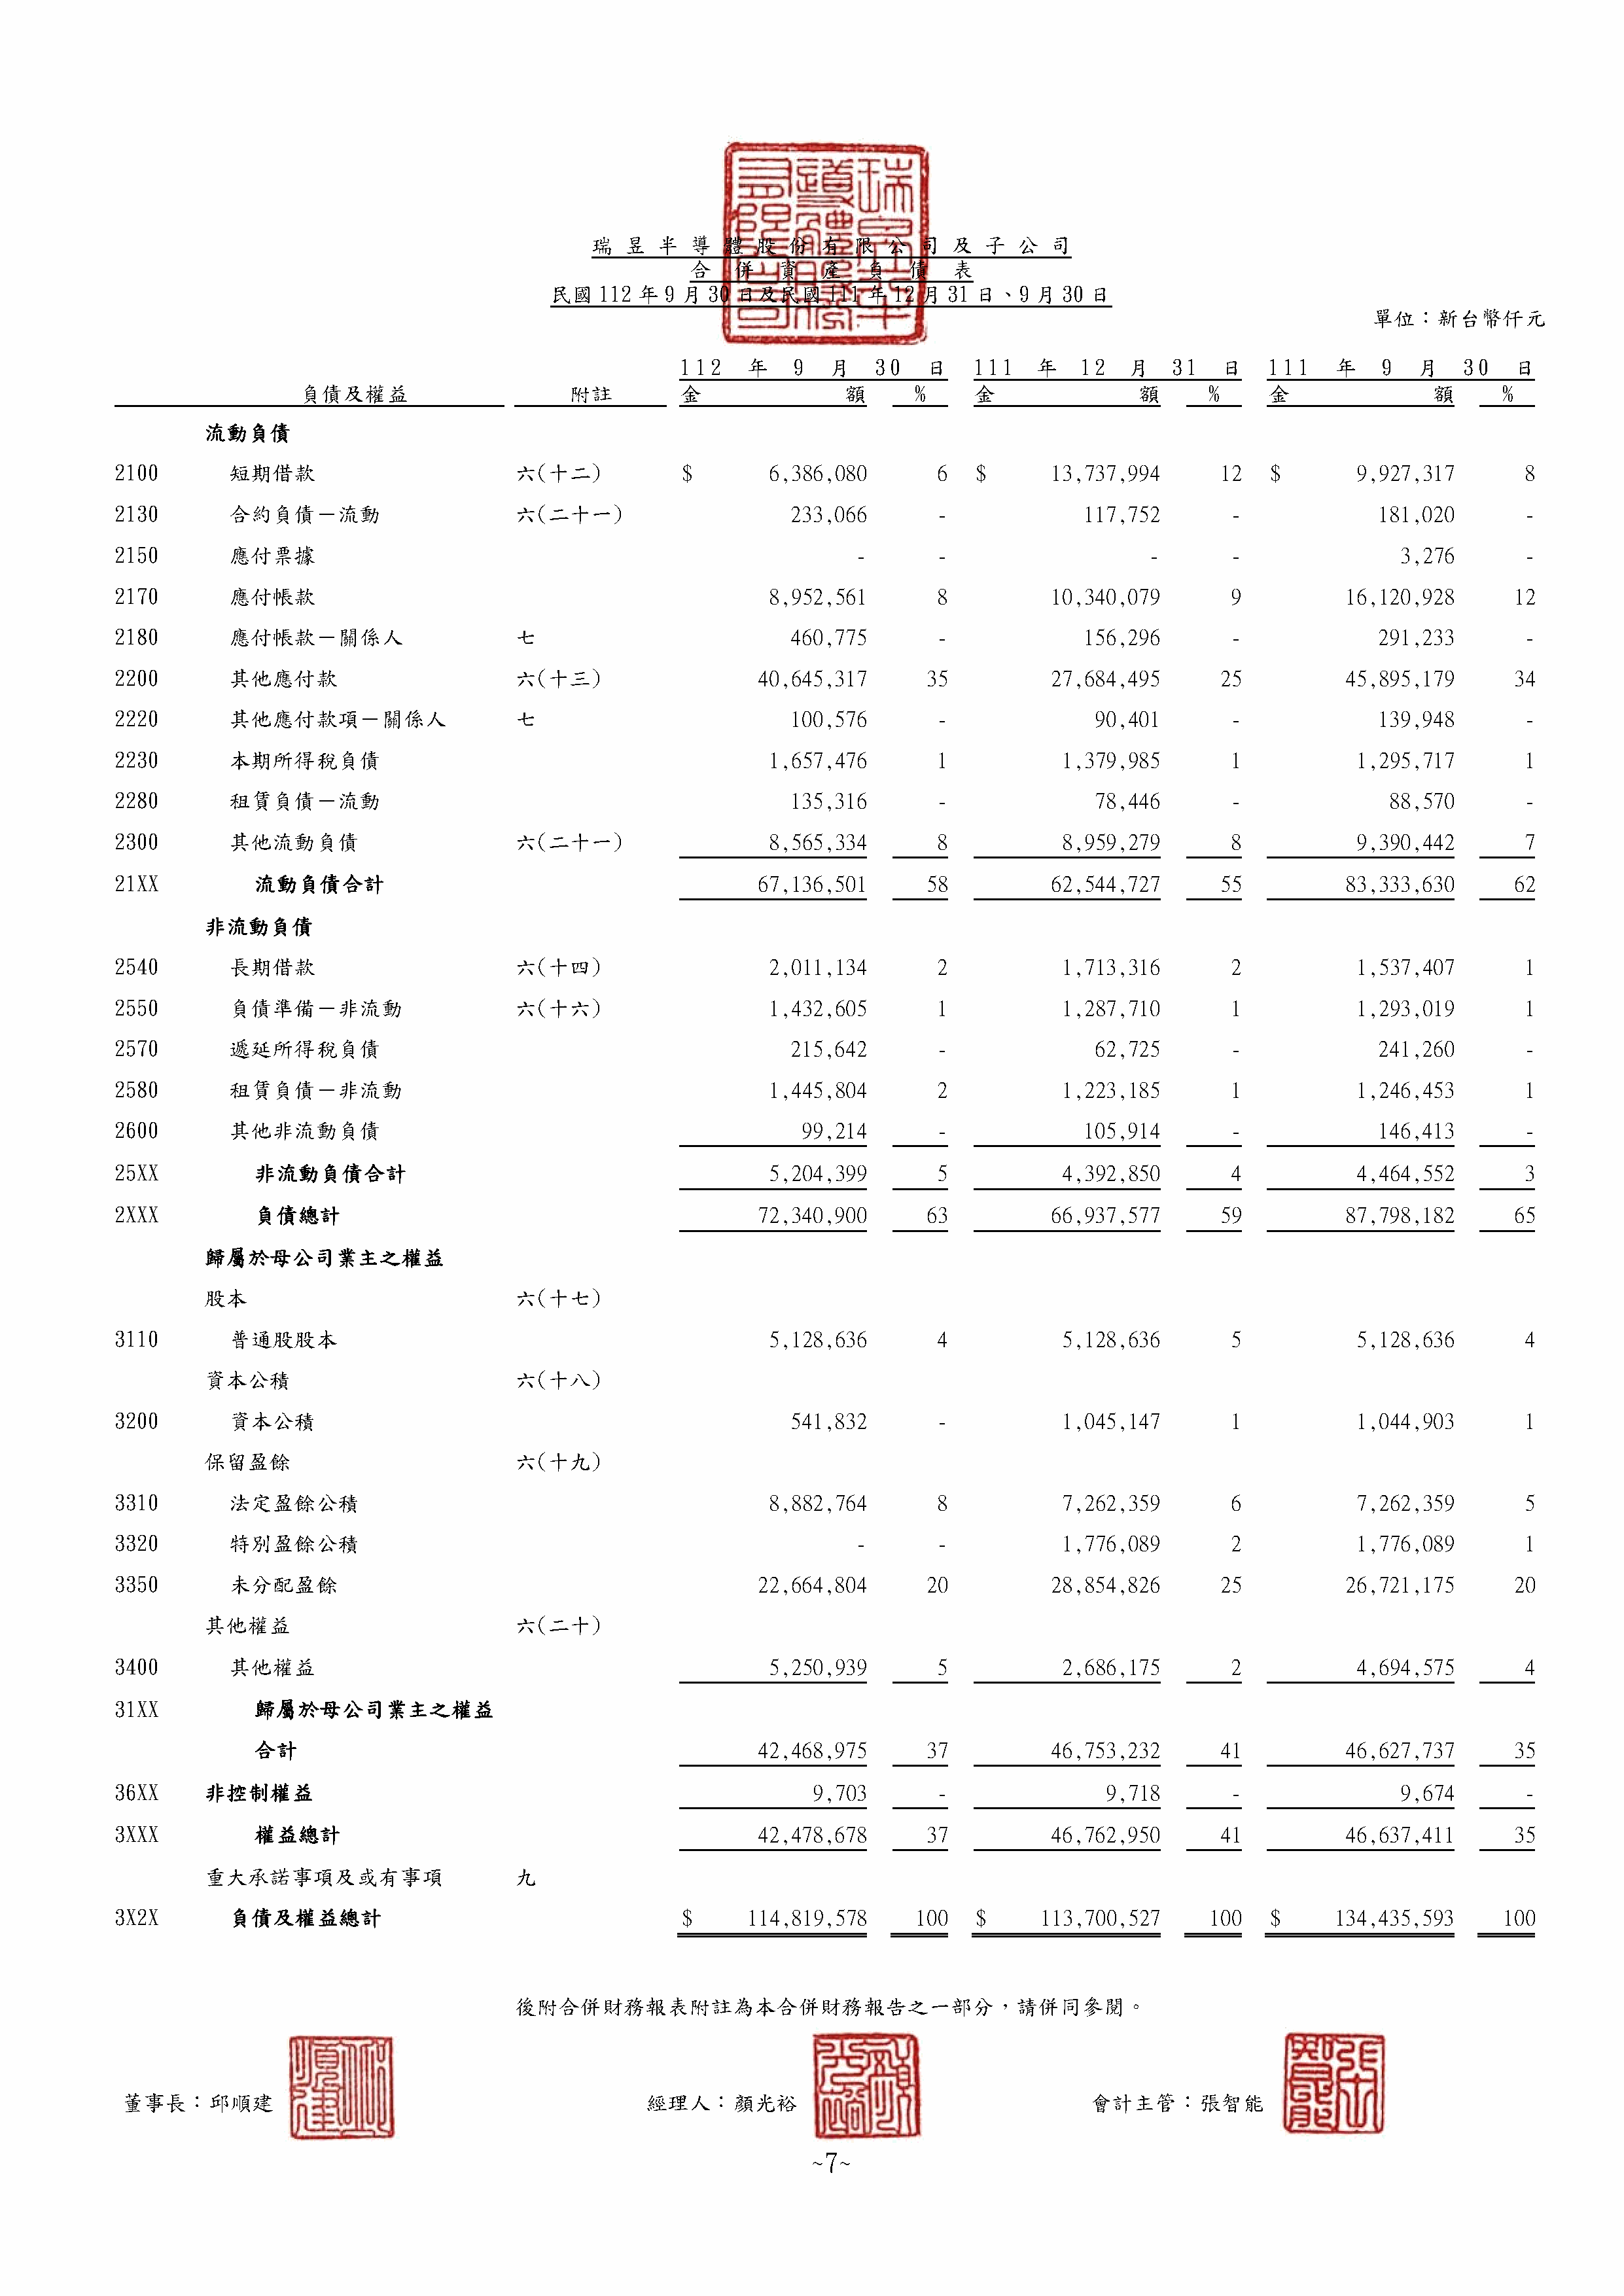 瑞昱半導體股份有限公司及子公司
合併資產負債表
民國112年9月30日及民國111年12月31日、9月30日
單位：新台幣仟元
112 年 9 月 30 日 111 年 12 月 31 日 111 年 9 月 30 日
負債及權益 附註 金額 % 金額 % 金額 %
流動負債
2100 短期借款 六(十二) $ 6,386,080 6 $ 13,737,994 12 $ 9,927,317 8
2130 合約負債－流動 六(二十一) 233,066 - 117,752 - 181,020 -
2150 應付票據 - - - - 3,276 -
2170 應付帳款 8,952,561 8 10,340,079 9 16,120,928 12
2180 應付帳款－關係人 七 460,775 - 156,296 - 291,233 -
2200 其他應付款 六(十三) 40,645,317 35 27,684,495 25 45,895,179 34
2220 其他應付款項－關係人 七 100,576 - 90,401 - 139,948 -
2230 本期所得稅負債 1,657,476 1 1,379,985 1 1,295,717 1
2280 租賃負債－流動 135,316 - 78,446 - 88,570 -
2300 其他流動負債 六(二十一) 8,565,334 8 8,959,279 8 9,390,442 7
21XX 流動負債合計 67,136,501 58 62,544,727 55 83,333,630 62
非流動負債
2540 長期借款 六(十四) 2,011,134 2 1,713,316 2 1,537,407 1
2550 負債準備－非流動 六(十六) 1,432,605 1 1,287,710 1 1,293,019 1
2570 遞延所得稅負債 215,642 - 62,725 - 241,260 -
2580 租賃負債－非流動 1,445,804 2 1,223,185 1 1,246,453 1
2600 其他非流動負債 99,214 - 105,914 - 146,413 -
25XX 非流動負債合計 5,204,399 5 4,392,850 4 4,464,552 3
2XXX 負債總計 72,340,900 63 66,937,577 59 87,798,182 65
歸屬於母公司業主之權益
股本 六(十七)
3110 普通股股本 5,128,636 4 5,128,636 5 5,128,636 4
資本公積 六(十八)
3200 資本公積 541,832 - 1,045,147 1 1,044,903 1
保留盈餘 六(十九)
3310 法定盈餘公積 8,882,764 8 7,262,359 6 7,262,359 5
3320 特別盈餘公積 - - 1,776,089 2 1,776,089 1
3350 未分配盈餘 22,664,804 20 28,854,826 25 26,721,175 20
其他權益 六(二十)
3400 其他權益 5,250,939 5 2,686,175 2 4,694,575 4
31XX 歸屬於母公司業主之權益
合計 42,468,975 37 46,753,232 41 46,627,737 35
36XX 非控制權益 9,703 - 9,718 - 9,674 -
3XXX 權益總計 42,478,678 37 46,762,950 41 46,637,411 35
重大承諾事項及或有事項 九
3X2X 負債及權益總計 $ 114,819,578 100 $ 113,700,527 100 $ 134,435,593 100
後附合併財務報表附註為本合併財務報告之一部分，請併同參閱。
董事長：邱順建 經理人：顏光裕 會計主管：張智能
~7~